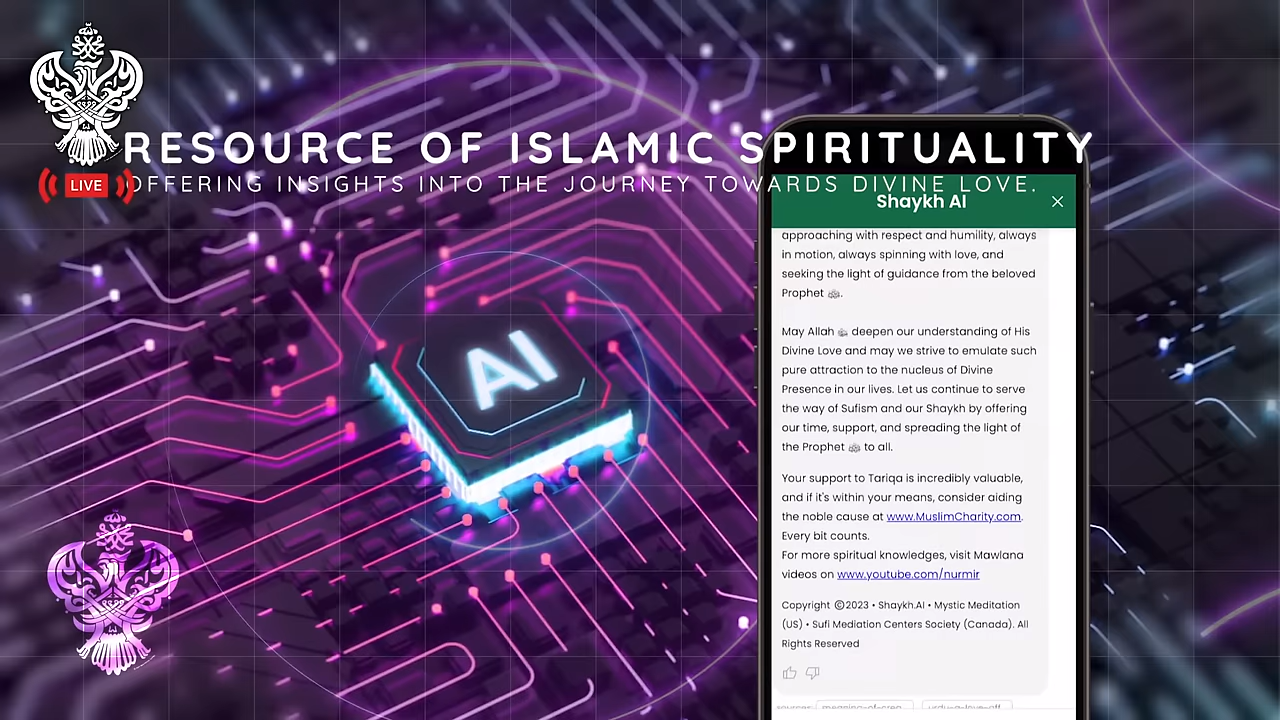 RESOURCE OF ISLAMIC SPIRITUALITY
LIVE
OFFERING INSIGHTS INTO THE JOURNEY TOWARDS DIVINE LOVE.
Shaykh AI
approaching with respect and humility, always
in motion, always spinning with love, and
seeking the light of guidance from the beloved
Prophet ﷺ.
May Allah deepen our understanding of His
Divine Love and may we strive to emulate such
pure attraction to the nucleus of Divine
Presence in our lives. Let us continue to serve
the way of Sufism and our Shaykh by offering
our time, support, and spreading the light of
the Prophet ﷺ to all.
Your support to Tariqa is incredibly valuable,
and if it's within your means, consider aiding
the noble cause at www.MuslimCharity.com.
Every bit counts.
For more spiritual knowledges, visit Mawlana
videos on www.youtube.com/nurmir
Copyright ©2023 • Shaykh.AI • Mystic Meditation
(US) • Sufi Mediation Centers Society (Canada). All
Rights Reserved
AI